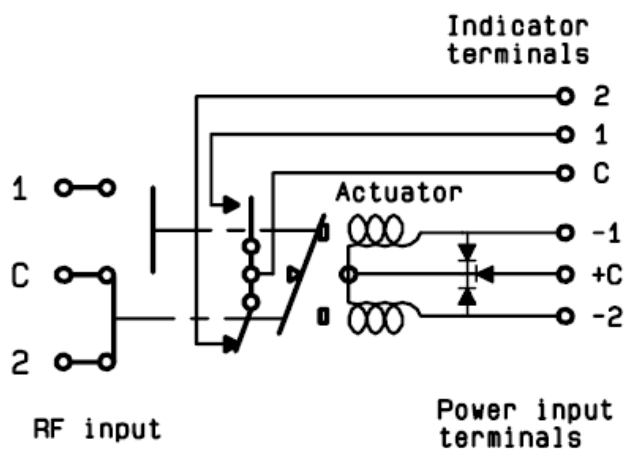 Indicator
terminals
2
1
C
1
Actuator
-1
C
+C
-2
2
RF input
Power input
terminals